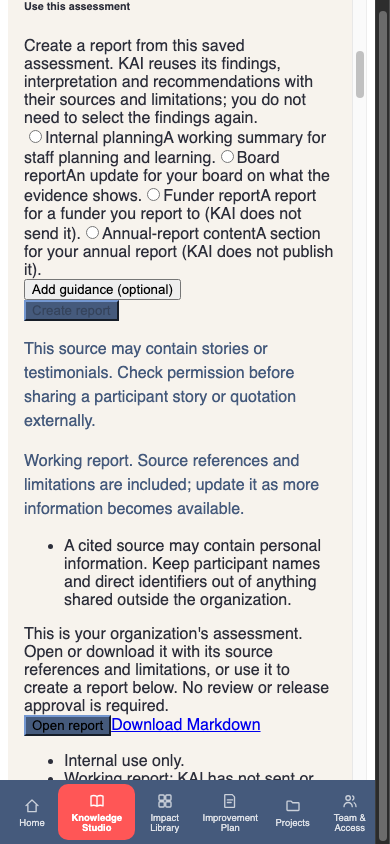 Use this assessment
Create a report from this saved
assessment. KAI reuses its findings,
interpretation and recommendations with
their sources and limitations; you do not
need to select the findings again.
Internal planningA working summary for
staff planning and learning. Board
reportAn update for your board on what the
evidence shows. Funder reportA report
for a funder you report to (KAI does not
send it). Annual-report contentA section
for your annual report (KAI does not publish
it).
Add guidance (optional)
Create report
This source may contain stories or
testimonials. Check permission before
sharing a participant story or quotation
externally.
Working report. Source references and
limitations are included; update it as more
information becomes available.
• A cited source may contain personal
information. Keep participant names
and direct identifiers out of anything
shared outside the organization.
This is your organization's assessment.
Open or download it with its source
references and limitations, or use it to
create a report below. No review or release
approval is required.
Open report Download Markdown
• Internal use only.
• Working report: KAI has not sent or
Home
Knowledge
Studio
Impact
Library
Improvement
Plan
Projects
Team &
Access